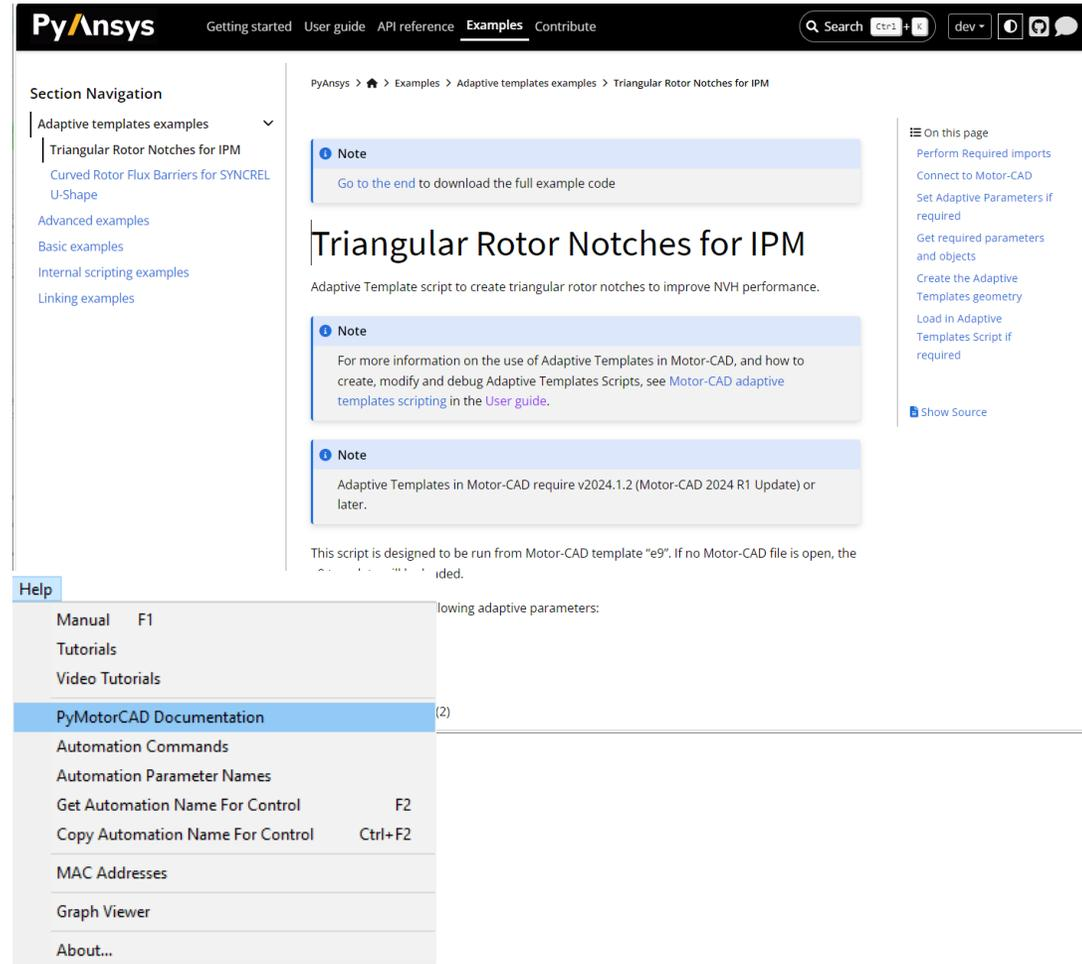 PyAnsys
Getting started User guide API reference Examples Contribute
Search Ctrl + K
dev
Section Navigation
Adaptive templates examples
Triangular Rotor Notches for IPM
Curved Rotor Flux Barriers for SYNCREL
U-Shape
Advanced examples
Basic examples
Internal scripting examples
Linking examples
PyAnsys > > Examples > Adaptive templates examples > Triangular Rotor Notches for IPM
Note
Go to the end to download the full example code
Triangular Rotor Notches for IPM
Adaptive Template script to create triangular rotor notches to improve NVH performance.
Note
For more information on the use of Adaptive Templates in Motor-CAD, and how to
create, modify and debug Adaptive Templates Scripts, see Motor-CAD adaptive
templates scripting in the User guide.
Note
Adaptive Templates in Motor-CAD require v2024.1.2 (Motor-CAD 2024 R1 Update) or
later.
This script is designed to be run from Motor-CAD template “e9”. If no Motor-CAD file is open, the
lowing adaptive parameters:
(2)
On this page
Perform Required imports
Connect to Motor-CAD
Set Adaptive Parameters if
required
Get required parameters
and objects
Create the Adaptive
Templates geometry
Load in Adaptive
Templates Script if
required
Show Source
Help
Manual F1
Tutorials
Video Tutorials
PyMotorCAD Documentation
Automation Commands
Automation Parameter Names
Get Automation Name For Control F2
Copy Automation Name For Control Ctrl+F2
MAC Addresses
Graph Viewer
About...